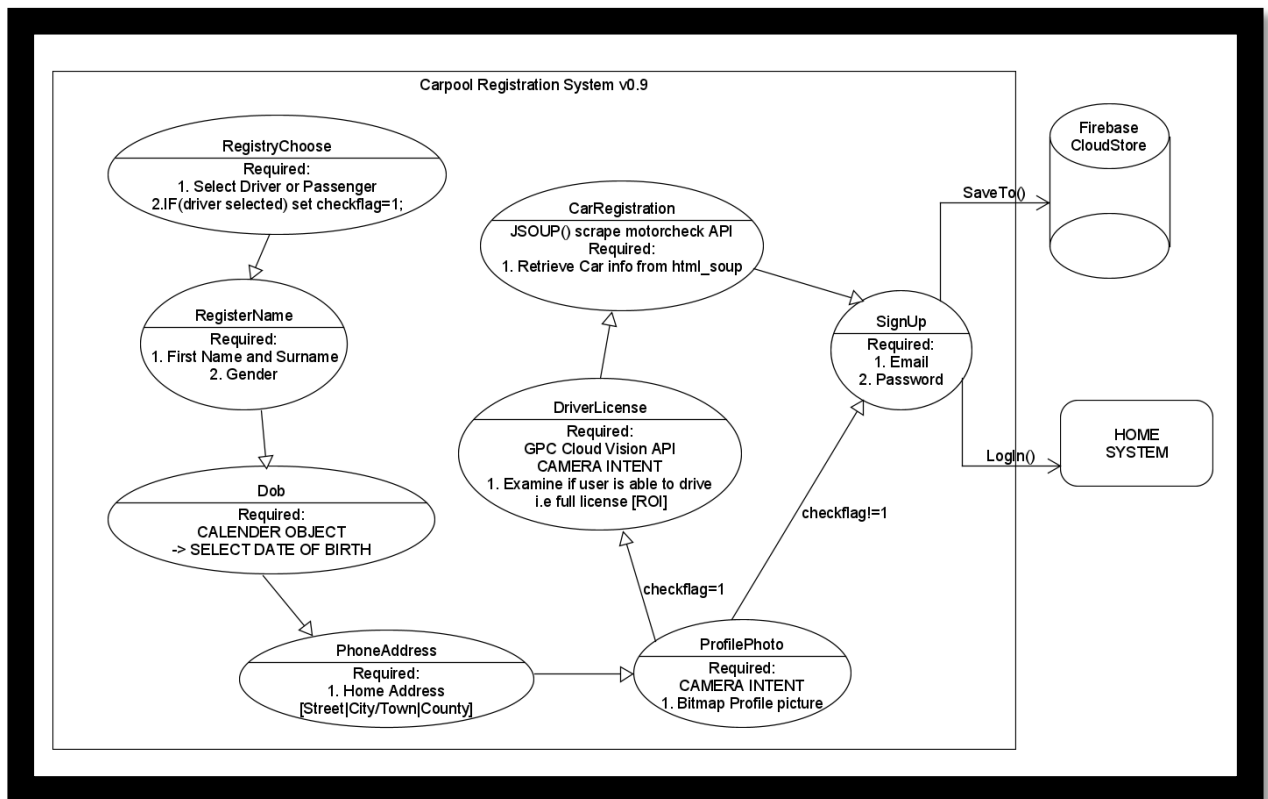 Carpool Registration System v0.9
RegistryChoose
Required:
1. Select Driver or Passenger
2.IF(driver selected) set checkflag=1;
RegisterName
Required:
1. First Name and Surname
2. Gender
Dob
Required:
CALENDER OBJECT
-> SELECT DATE OF BIRTH
PhoneAddress
Required:
1. Home Address
[Street|City/Town|County]
ProfilePhoto
Required:
CAMERA INTENT
1. Bitmap Profile picture
checkflag=1
checkflag!=1
DriverLicense
Required:
GPC Cloud Vision API
CAMERA INTENT
1. Examine if user is able to drive
i.e full license [ROI]
CarRegistration
JSOUP() scrape motorcheck API
Required:
1. Retrieve Car info from html_soup
SignUp
Required:
1. Email
2. Password
SaveTo()
Firebase
CloudStore
LogIn()
HOME
SYSTEM